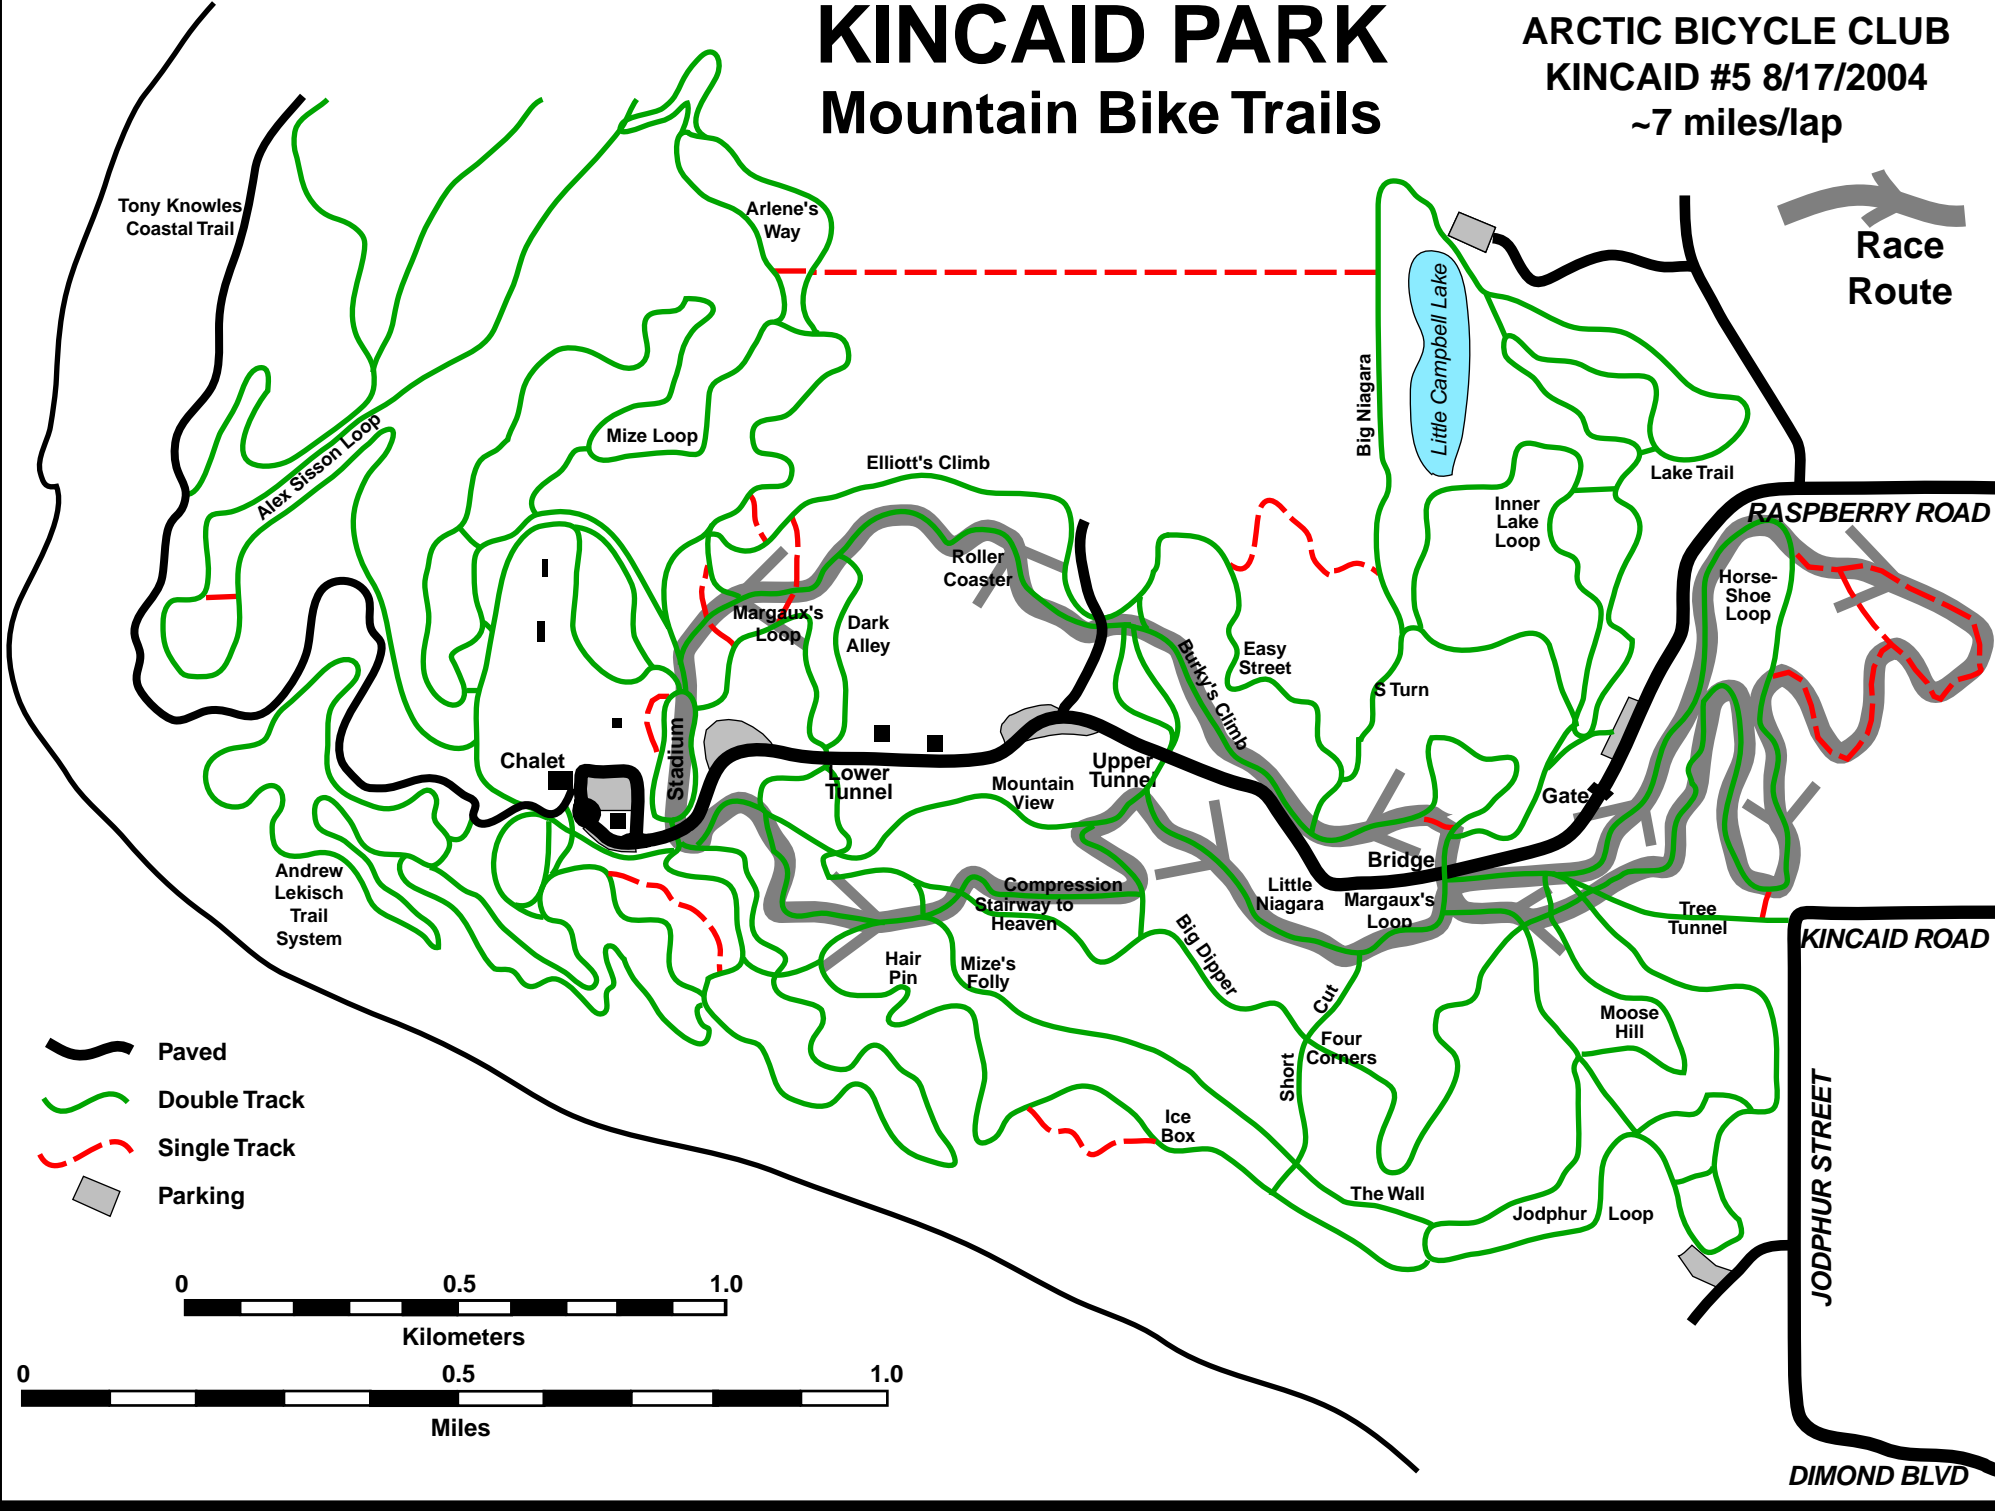 KINCAID PARK
Mountain Bike Trails
ARCTIC BICYCLE CLUB
KINCAID #5 8/17/2004
~7 miles/lap
Race
Route
Tony Knowles
Coastal Trail
Arlene's
Way
Little Campbell Lake
Big Niagara
Alex Sisson Loop
Mize Loop
Elliott's Climb
Lake Trail
Inner
Lake
Loop
RASPBERRY ROAD
Roller
Coaster
Horse-
Shoe
Loop
Margaux's
Loop
Dark
Alley
Easy
Street
Burky's Climb
S Turn
Stadium
Chalet
Lower
Tunnel
Mountain
View
Upper
Tunnel
Gate
Bridge
Andrew
Lekisch
Trail
System
Compression
Stairway to
Heaven
Little
Niagara
Margaux's
Loop
Tree
Tunnel
KINCAID ROAD
Hair
Pin
Mize's
Folly
Big Dipper
Short
Cut
Four
Corners
Moose
Hill
Ice
Box
The Wall
Jodphur Loop
JODPHUR STREET
Paved
Double Track
Single Track
Parking
0 0.5 1.0
Kilometers
0 0.5 1.0
Miles
DIMOND BLVD